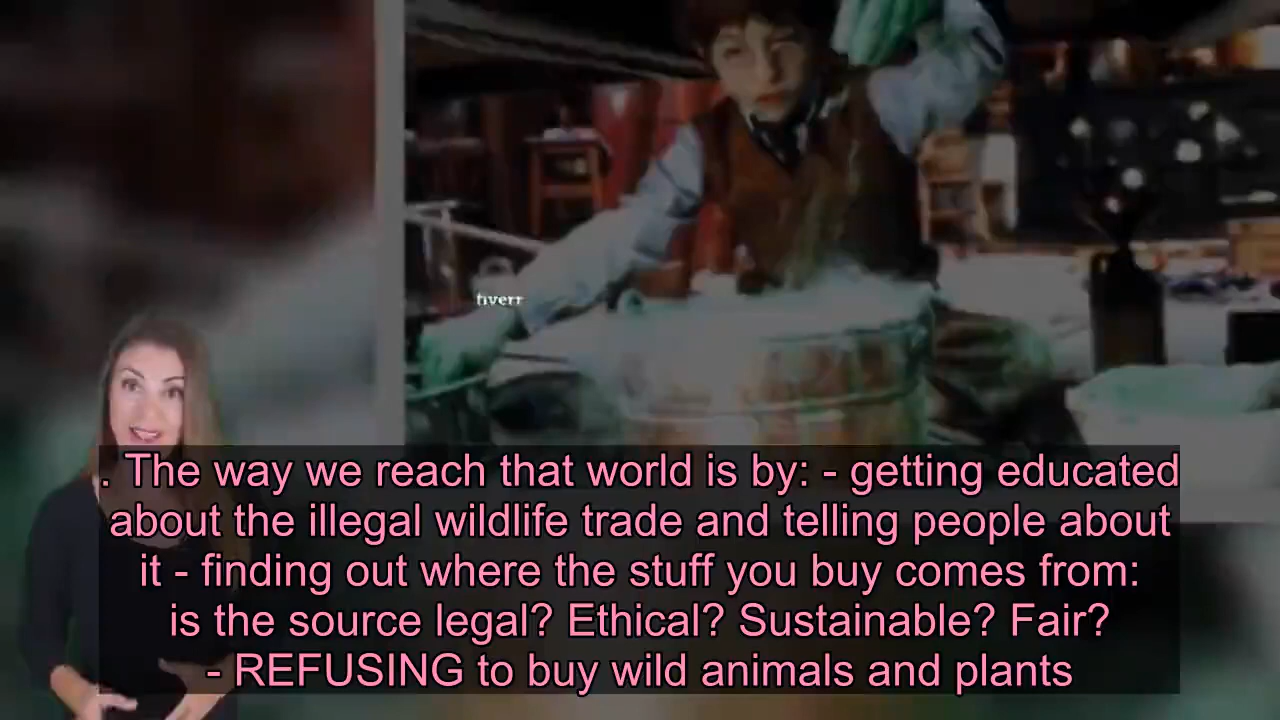 fiverr
. The way we reach that world is by: - getting educated
about the illegal wildlife trade and telling people about
it - finding out where the stuff you buy comes from:
is the source legal? Ethical? Sustainable? Fair?
- REFUSING to buy wild animals and plants